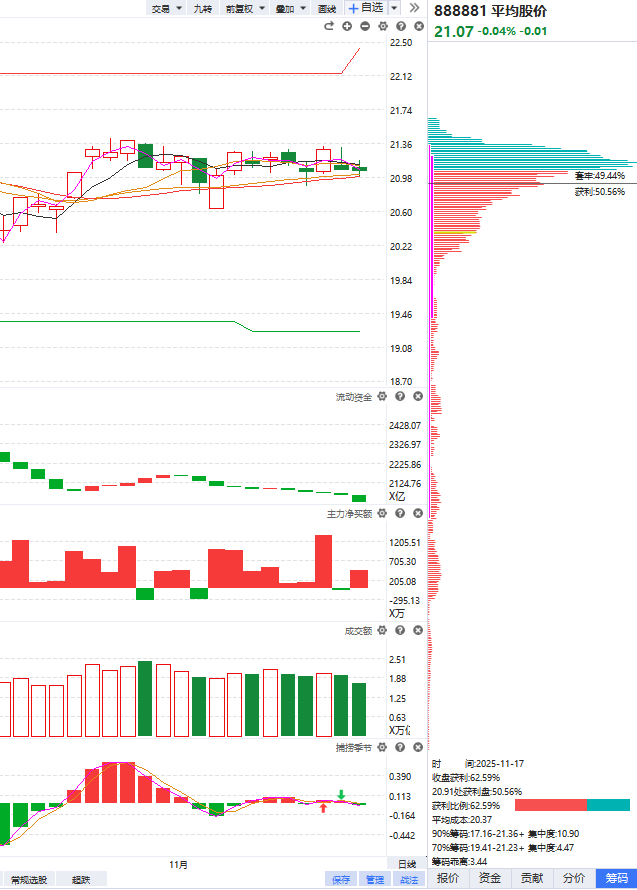 交易 九转 前复权 叠加 画线 +自选
888881 平均股价
21.07 -0.04% -0.01
22.50
22.12
21.74
21.36
20.98
20.60
20.22
19.84
19.46
19.08
18.70
套牢:49.44%
获利:50.56%
流动资金
2428.07
2326.97
2225.86
2124.76
X亿
主力净买额
1205.51
705.30
205.08
-295.13
X万
成交额
2.51
1.88
1.25
0.63
X万亿
捕捞季节
0.390
0.113
-0.164
-0.442
时 间:2025-11-17
收盘获利:62.59%
20.91处获利盘:50.56%
获利比例:62.59%
平均成本:20.37
90%筹码:17.16-21.36+ 集中度:10.90
70%筹码:19.41-21.23+ 集中度:4.47
筹码乖离:3.44
11月 日线
常规选股 超跌 保存 管理 战法
报价 资金 贡献 分价 筹码